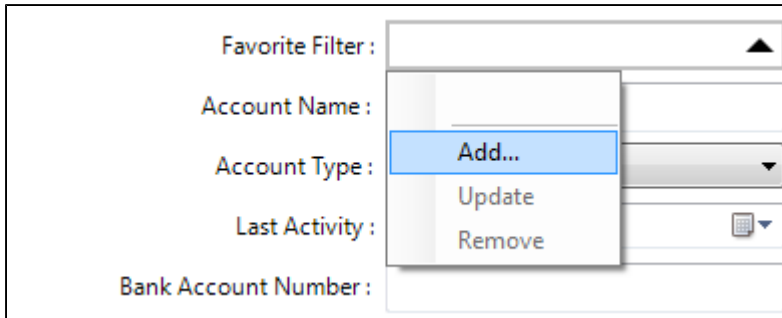 Favorite Filter :
Account Name :
Add...
Account Type :
Update
Last Activity :
Remove
Bank Account Number :